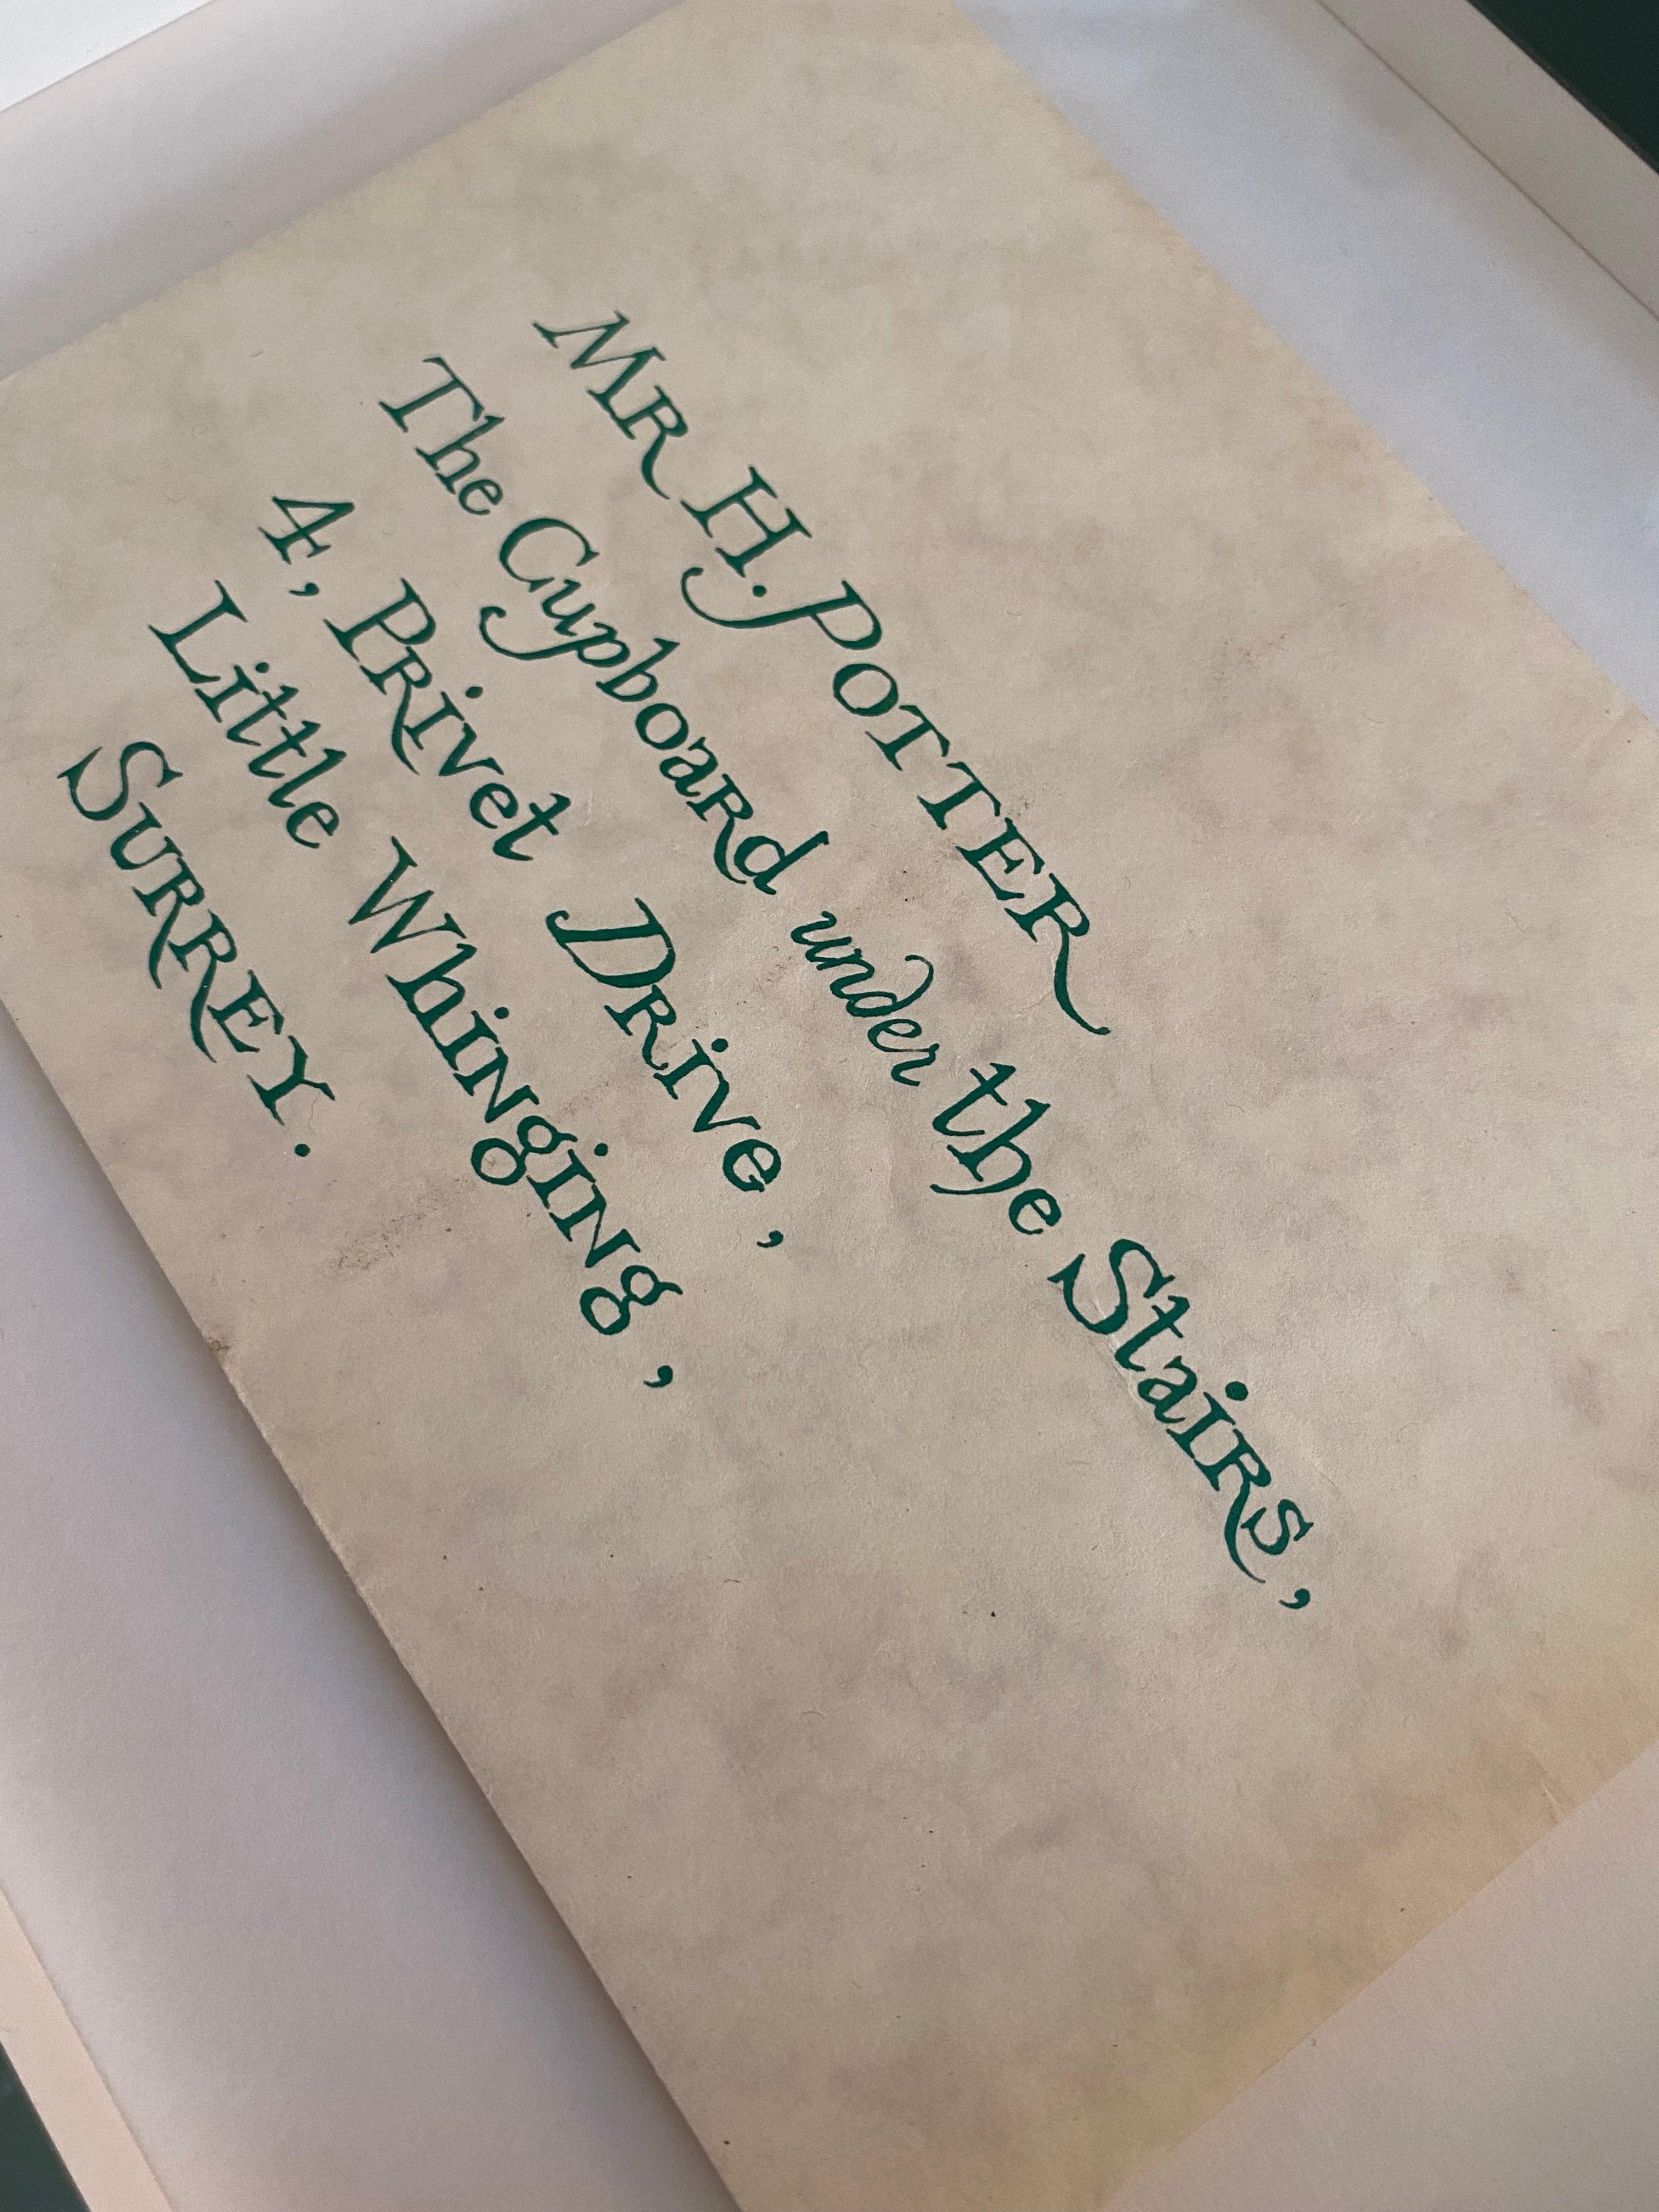 Mr H. Potter
The Cupboard under the Stairs,
4, Privet Drive,
Little Whinging,
Surrey.